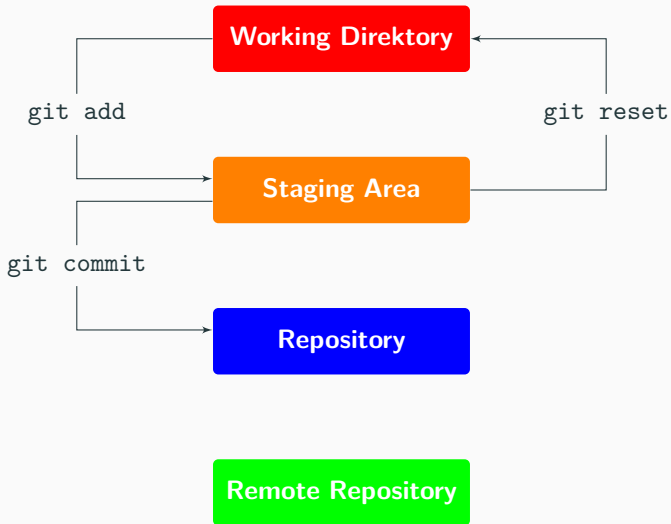 Working Direktory
git add
git reset
Staging Area
git commit
Repository
Remote Repository